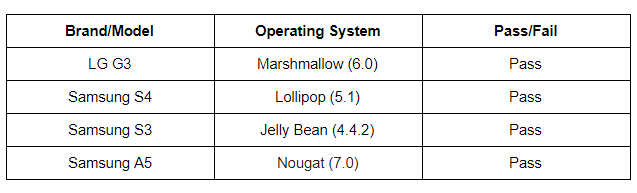 Brand/Model Operating System Pass/Fail
LG G3 Marshmallow (6.0) Pass
Samsung S4 Lollipop (5.1) Pass
Samsung S3 Jelly Bean (4.4.2) Pass
Samsung A5 Nougat (7.0) Pass